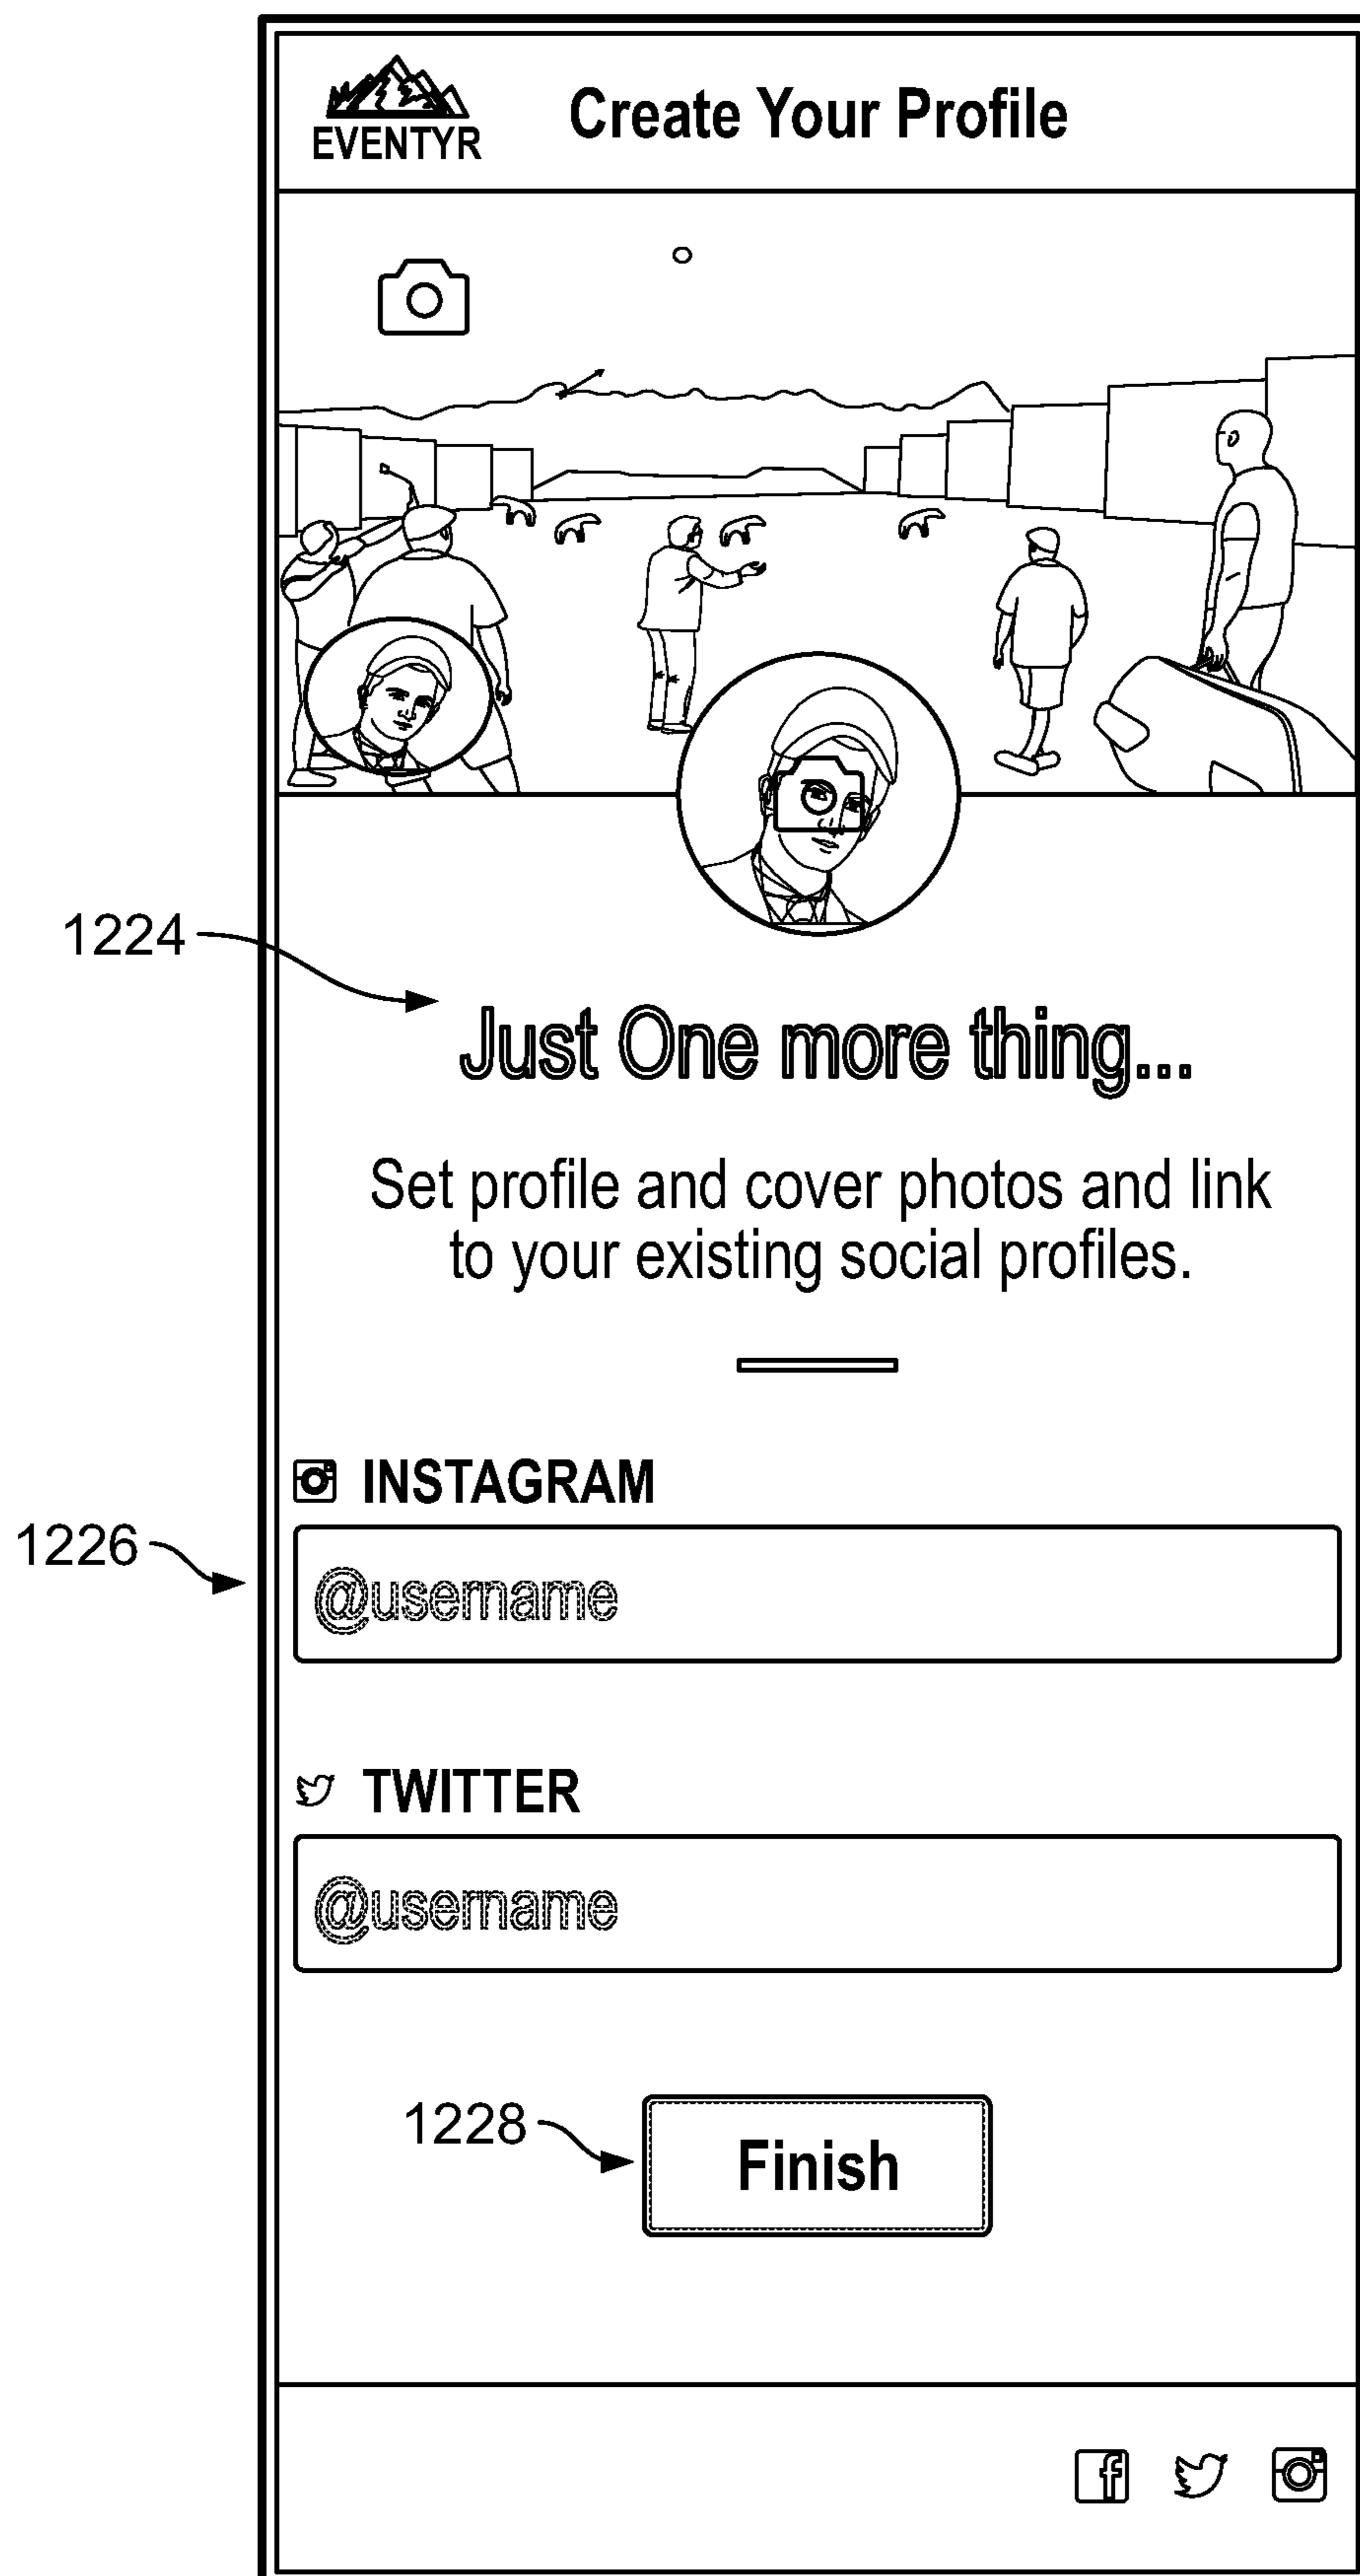 EVENTYR
Create Your Profile
1224
Just One more thing...
Set profile and cover photos and link
to your existing social profiles.
INSTAGRAM
1226
@username
TWITTER
@username
1228
Finish